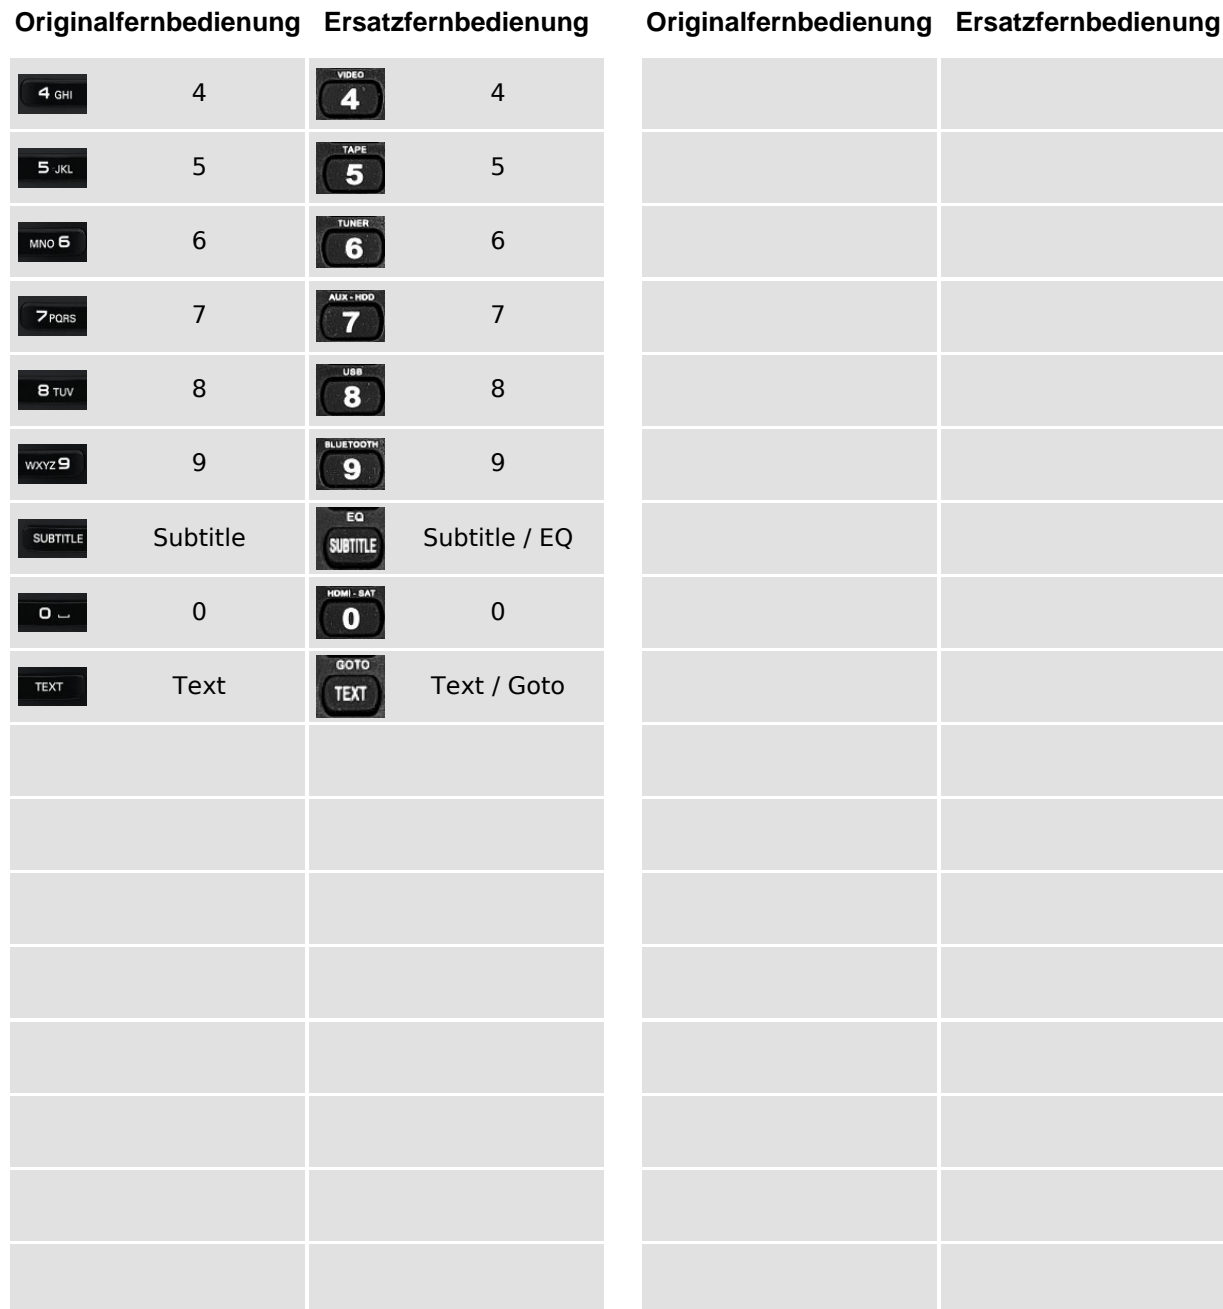 Originalfernbedienung Ersatzfernbedienung Originalfernbedienung Ersatzfernbedienung
4 GHI 4 VIDEO 4 4
5 JKL 5 TAPE 5 5
MNO 6 6 TUNER 6 6
7 PQRS 7 AUX - HDD 7 7
8 TUV 8 USB 8 8
WXYZ 9 9 BLUETOOTH 9 9
SUBTITLE Subtitle EQ SUBTITLE Subtitle / EQ
0 ⎵ 0 HDMI - SAT 0 0
TEXT Text GOTO TEXT Text / Goto